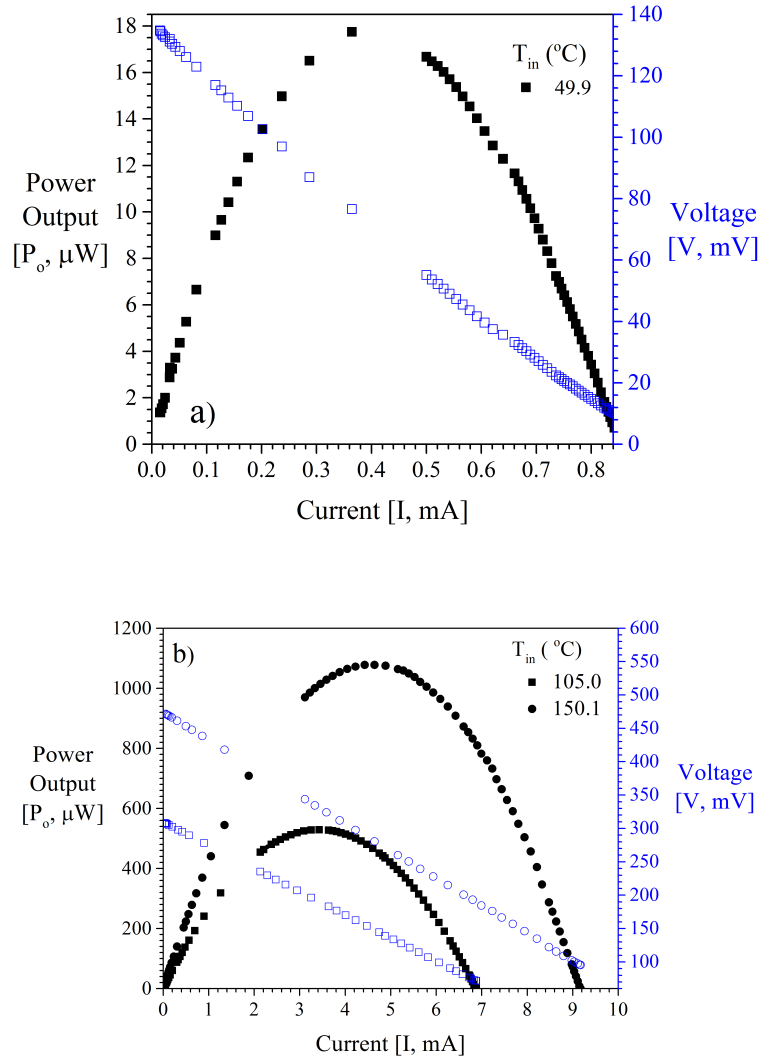 18
16
14
12
10
8
6
4
2
0
Power
Output
[Pₒ, μW]
140
120
100
80
60
40
20
0
Voltage
[V, mV]
T_in (ºC)
49.9
a)
0.0 0.1 0.2 0.3 0.4 0.5 0.6 0.7 0.8
Current [I, mA]
1200
1000
800
600
400
200
0
Power
Output
[Pₒ, μW]
600
550
500
450
400
350
300
250
200
150
100
Voltage
[V, mV]
b)
T_in ( ºC)
105.0
150.1
0 1 2 3 4 5 6 7 8 9 10
Current [I, mA]